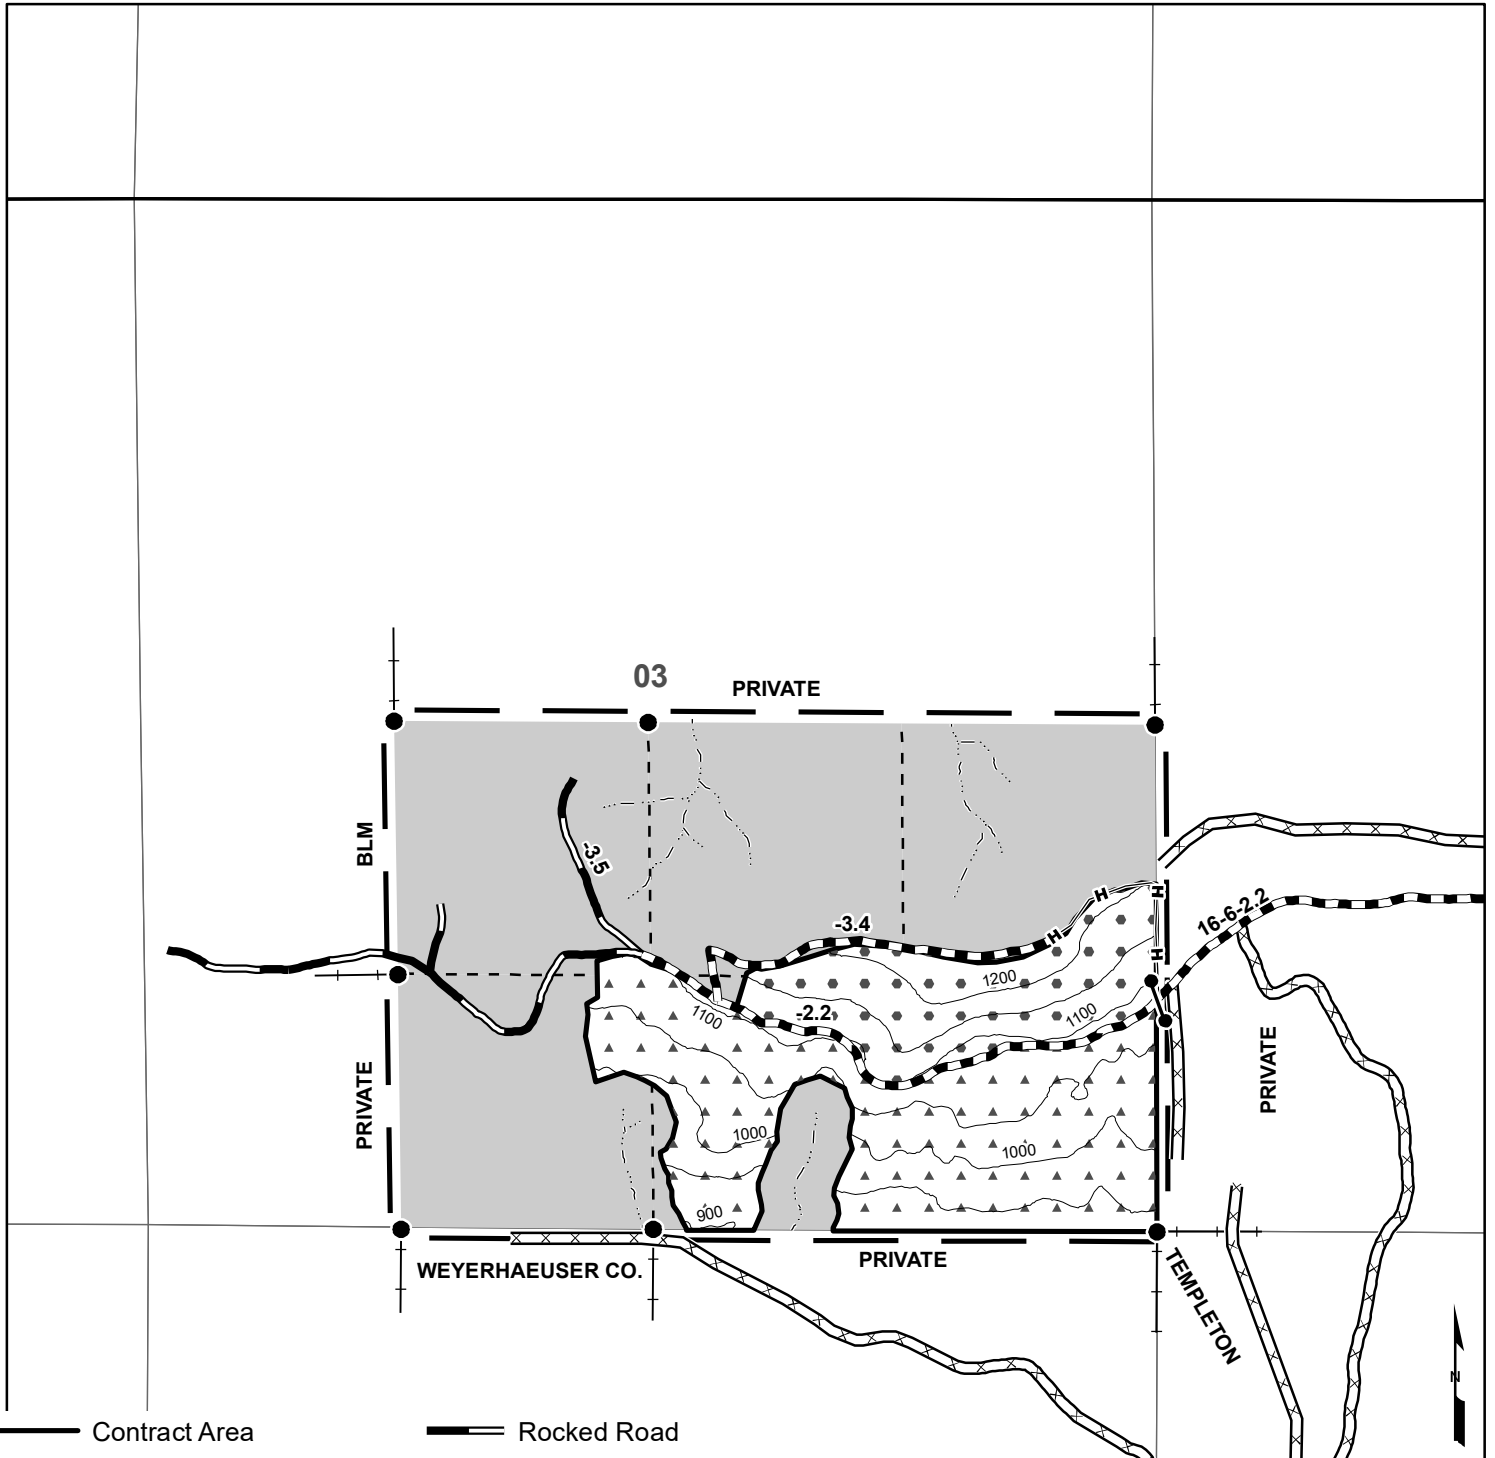 03
PRIVATE
BLM
-3.5
-3.4
16-6-2.2
H
H
H
H
1200
1100
-2.2
1100
PRIVATE
PRIVATE
1000
1000
900
PRIVATE
WEYERHAEUSER CO.
TEMPLETON
N
Contract Area
Rocked Road